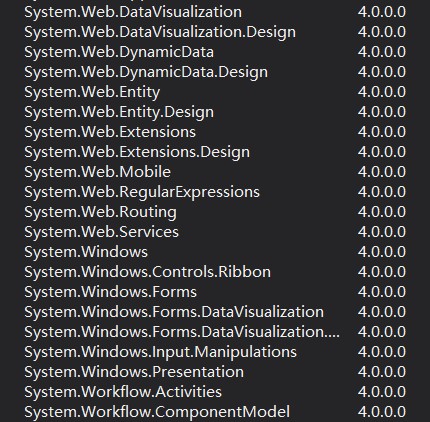 System.Web.DataVisualization 4.0.0.0
System.Web.DataVisualization.Design 4.0.0.0
System.Web.DynamicData 4.0.0.0
System.Web.DynamicData.Design 4.0.0.0
System.Web.Entity 4.0.0.0
System.Web.Entity.Design 4.0.0.0
System.Web.Extensions 4.0.0.0
System.Web.Extensions.Design 4.0.0.0
System.Web.Mobile 4.0.0.0
System.Web.RegularExpressions 4.0.0.0
System.Web.Routing 4.0.0.0
System.Web.Services 4.0.0.0
System.Windows 4.0.0.0
System.Windows.Controls.Ribbon 4.0.0.0
System.Windows.Forms 4.0.0.0
System.Windows.Forms.DataVisualization 4.0.0.0
System.Windows.Forms.DataVisualization.... 4.0.0.0
System.Windows.Input.Manipulations 4.0.0.0
System.Windows.Presentation 4.0.0.0
System.Workflow.Activities 4.0.0.0
System.Workflow.ComponentModel 4.0.0.0